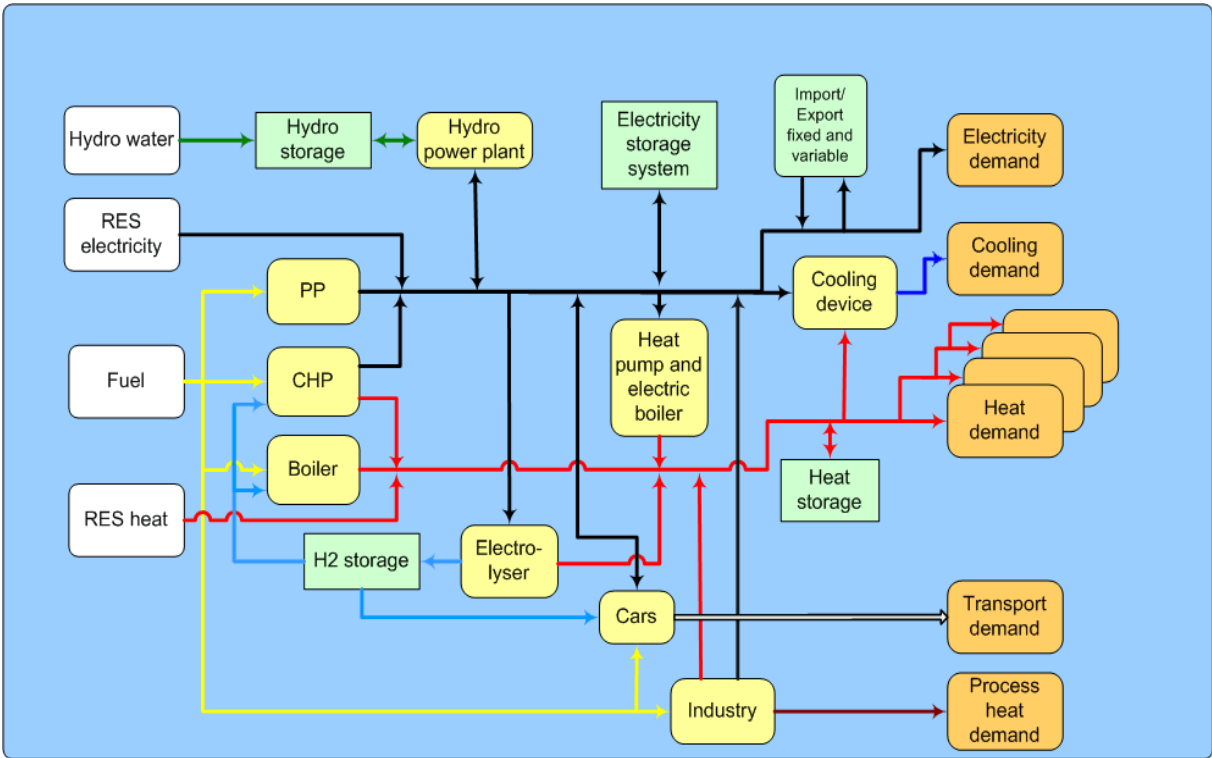 Hydro water
Hydro
storage
Hydro
power plant
Electricity
storage
system
Import/
Export
fixed and
variable
Electricity
demand
RES
electricity
Cooling
demand
PP
Cooling
device
Fuel
CHP
Heat
pump and
electric
boiler
Heat
demand
Boiler
Heat
storage
RES heat
H2 storage
Electro-
lyser
Cars
Transport
demand
Industry
Process
heat
demand